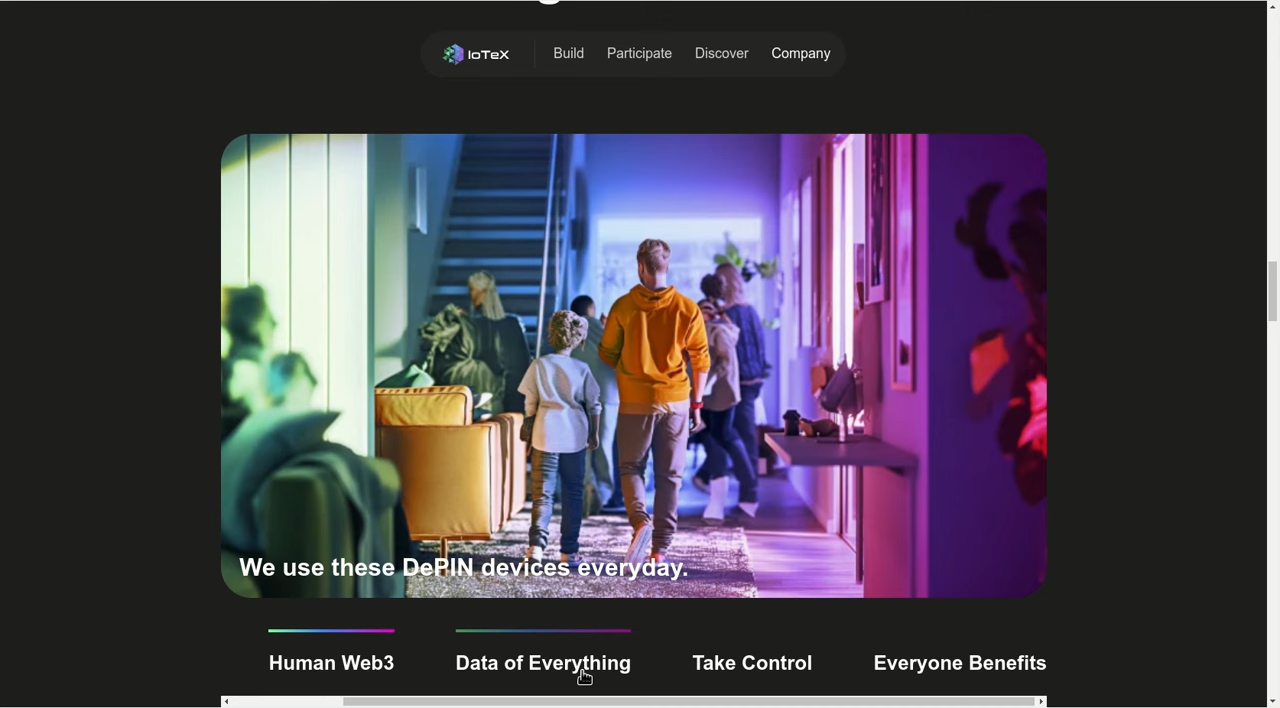 IoTeX
Build
Participate
Discover
Company
We use these DePIN devices everyday.
Human Web3
Data of Everything
Take Control
Everyone Benefits